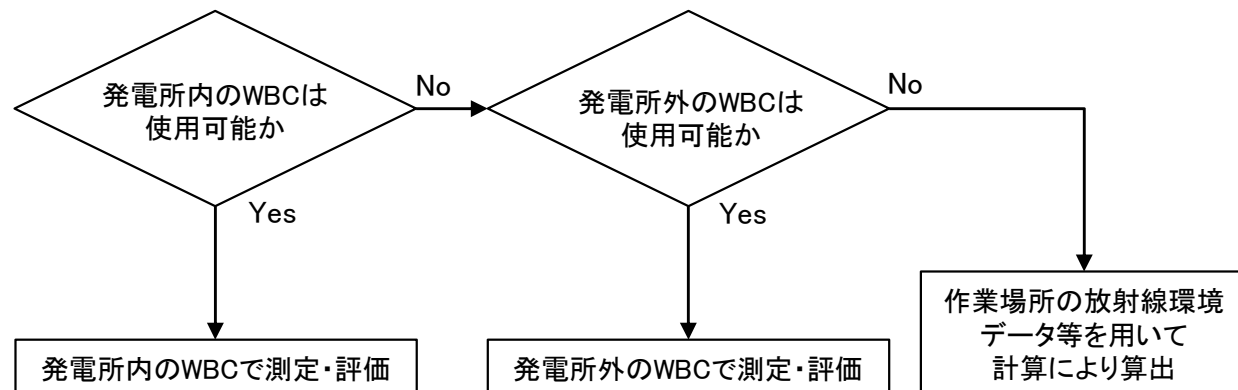 発電所内のWBCは
使用可能か
No
発電所外のWBCは
使用可能か
No
Yes
Yes
発電所内のWBCで測定・評価
発電所外のWBCで測定・評価
作業場所の放射線環境
データ等を用いて
計算により算出